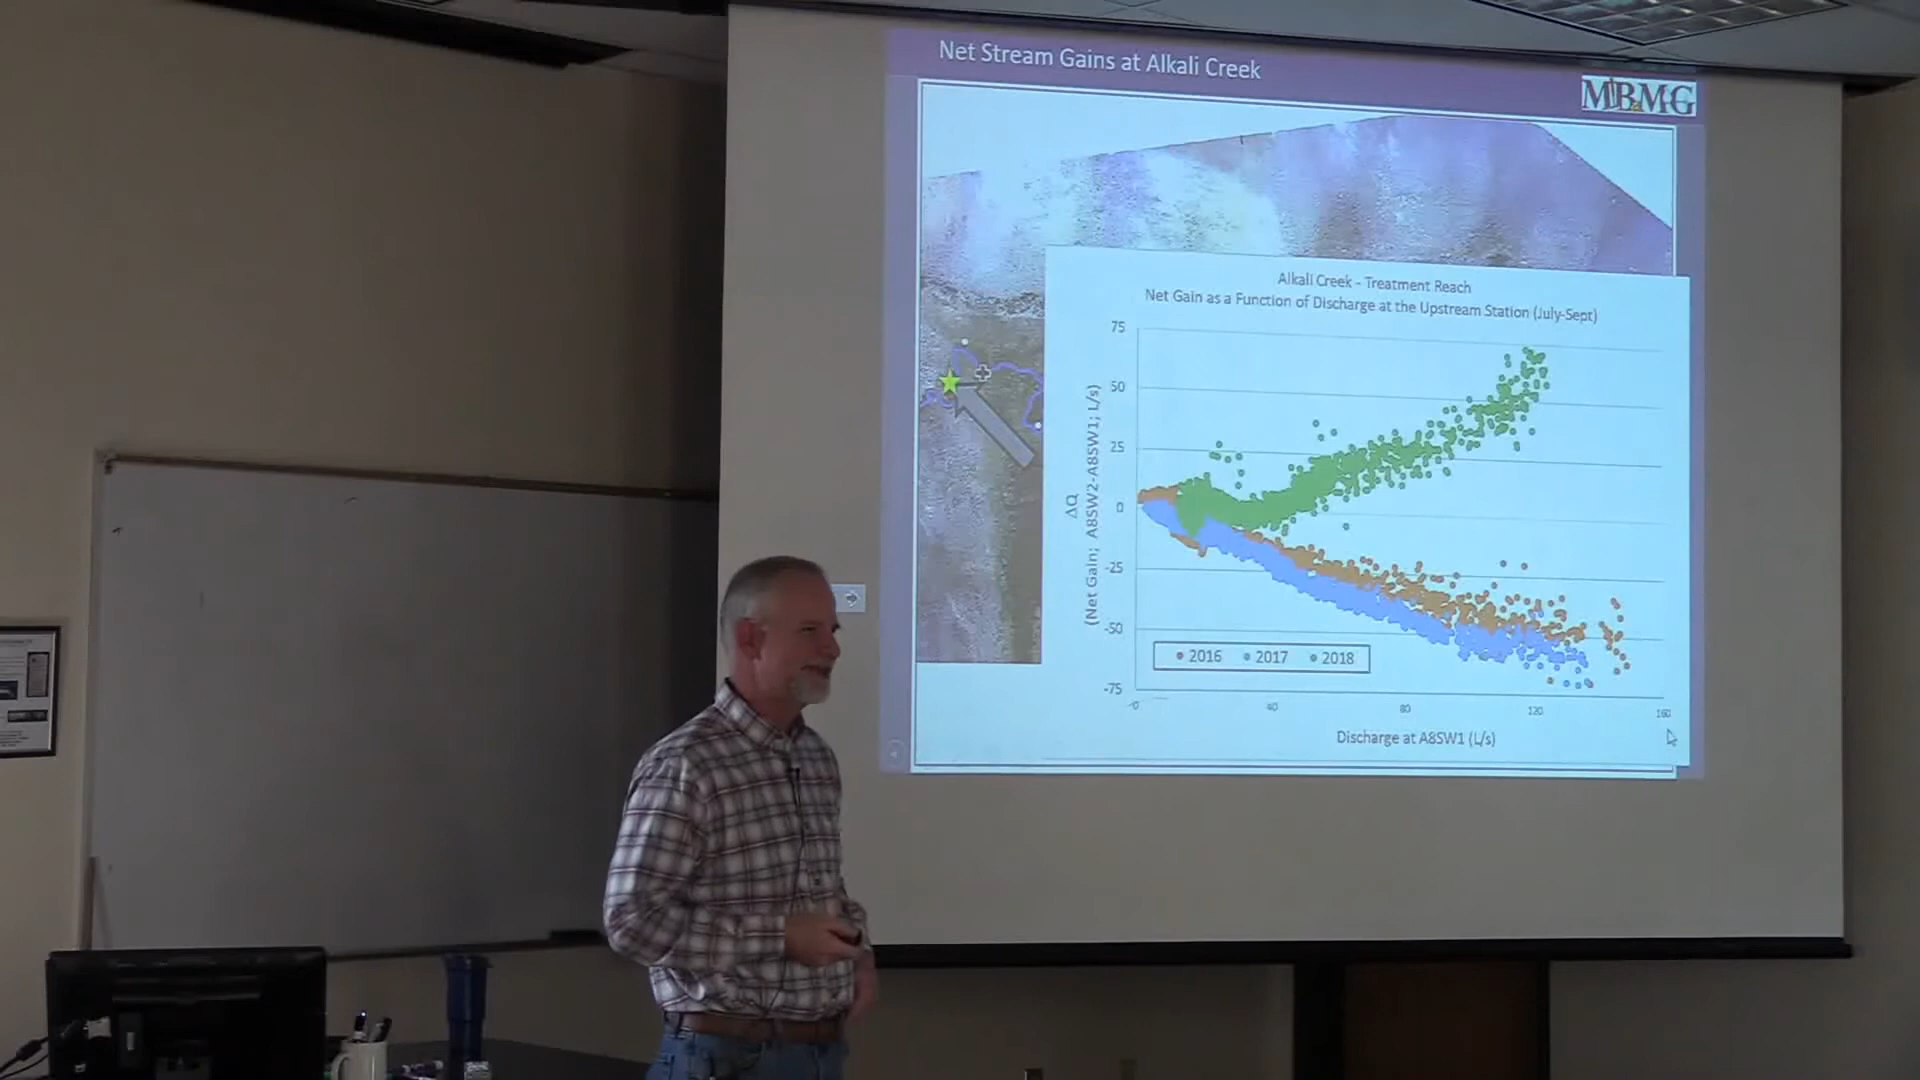 Net Stream Gains at Alkali Creek
MBMG
Alkali Creek - Treatment Reach
Net Gain as a Function of Discharge at the Upstream Station (July-Sept)
75
50
25
0
-25
-50
-75
ΔQ
(Net Gain; A8SW2-A8SW1; L/s)
2016 2017 2018
0 40 80 120 160
Discharge at A8SW1 (L/s)